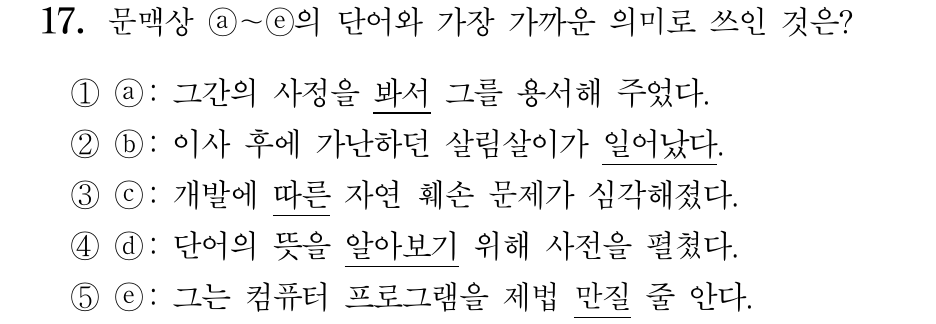 17. 문맥상 ⓐ~ⓔ의 단어와 가장 가까운 의미로 쓰인 것은?
① ⓐ: 그간의 사정을 봐서 그를 용서해 주었다.
② ⓑ: 이사 후에 가난하던 살림살이가 일어났다.
③ ⓒ: 개발에 따른 자연 훼손 문제가 심각해졌다.
④ ⓓ: 단어의 뜻을 알아보기 위해 사전을 펼쳤다.
⑤ ⓔ: 그는 컴퓨터 프로그램을 제법 만질 줄 안다.